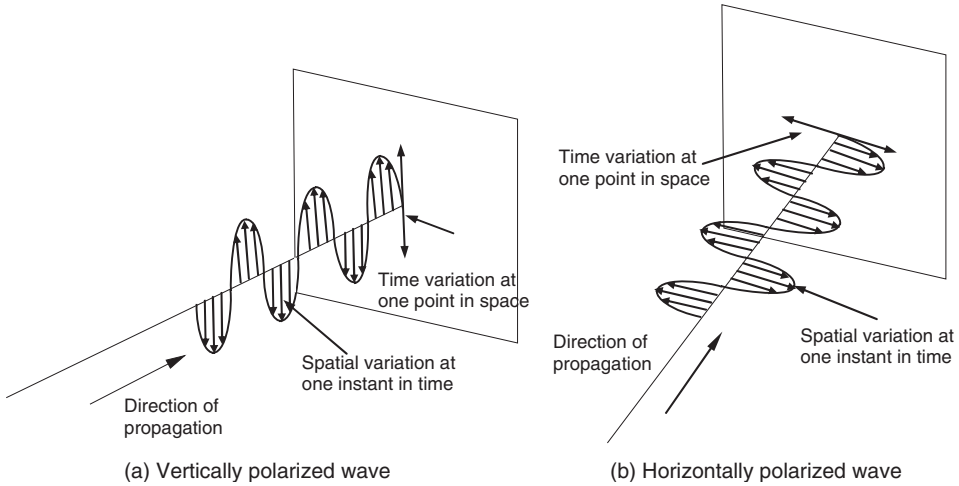 Time variation at
one point in space
Spatial variation at
one instant in time
Direction of
propagation
(a) Vertically polarized wave
Time variation at
one point in space
Spatial variation at
one instant in time
Direction of
propagation
(b) Horizontally polarized wave